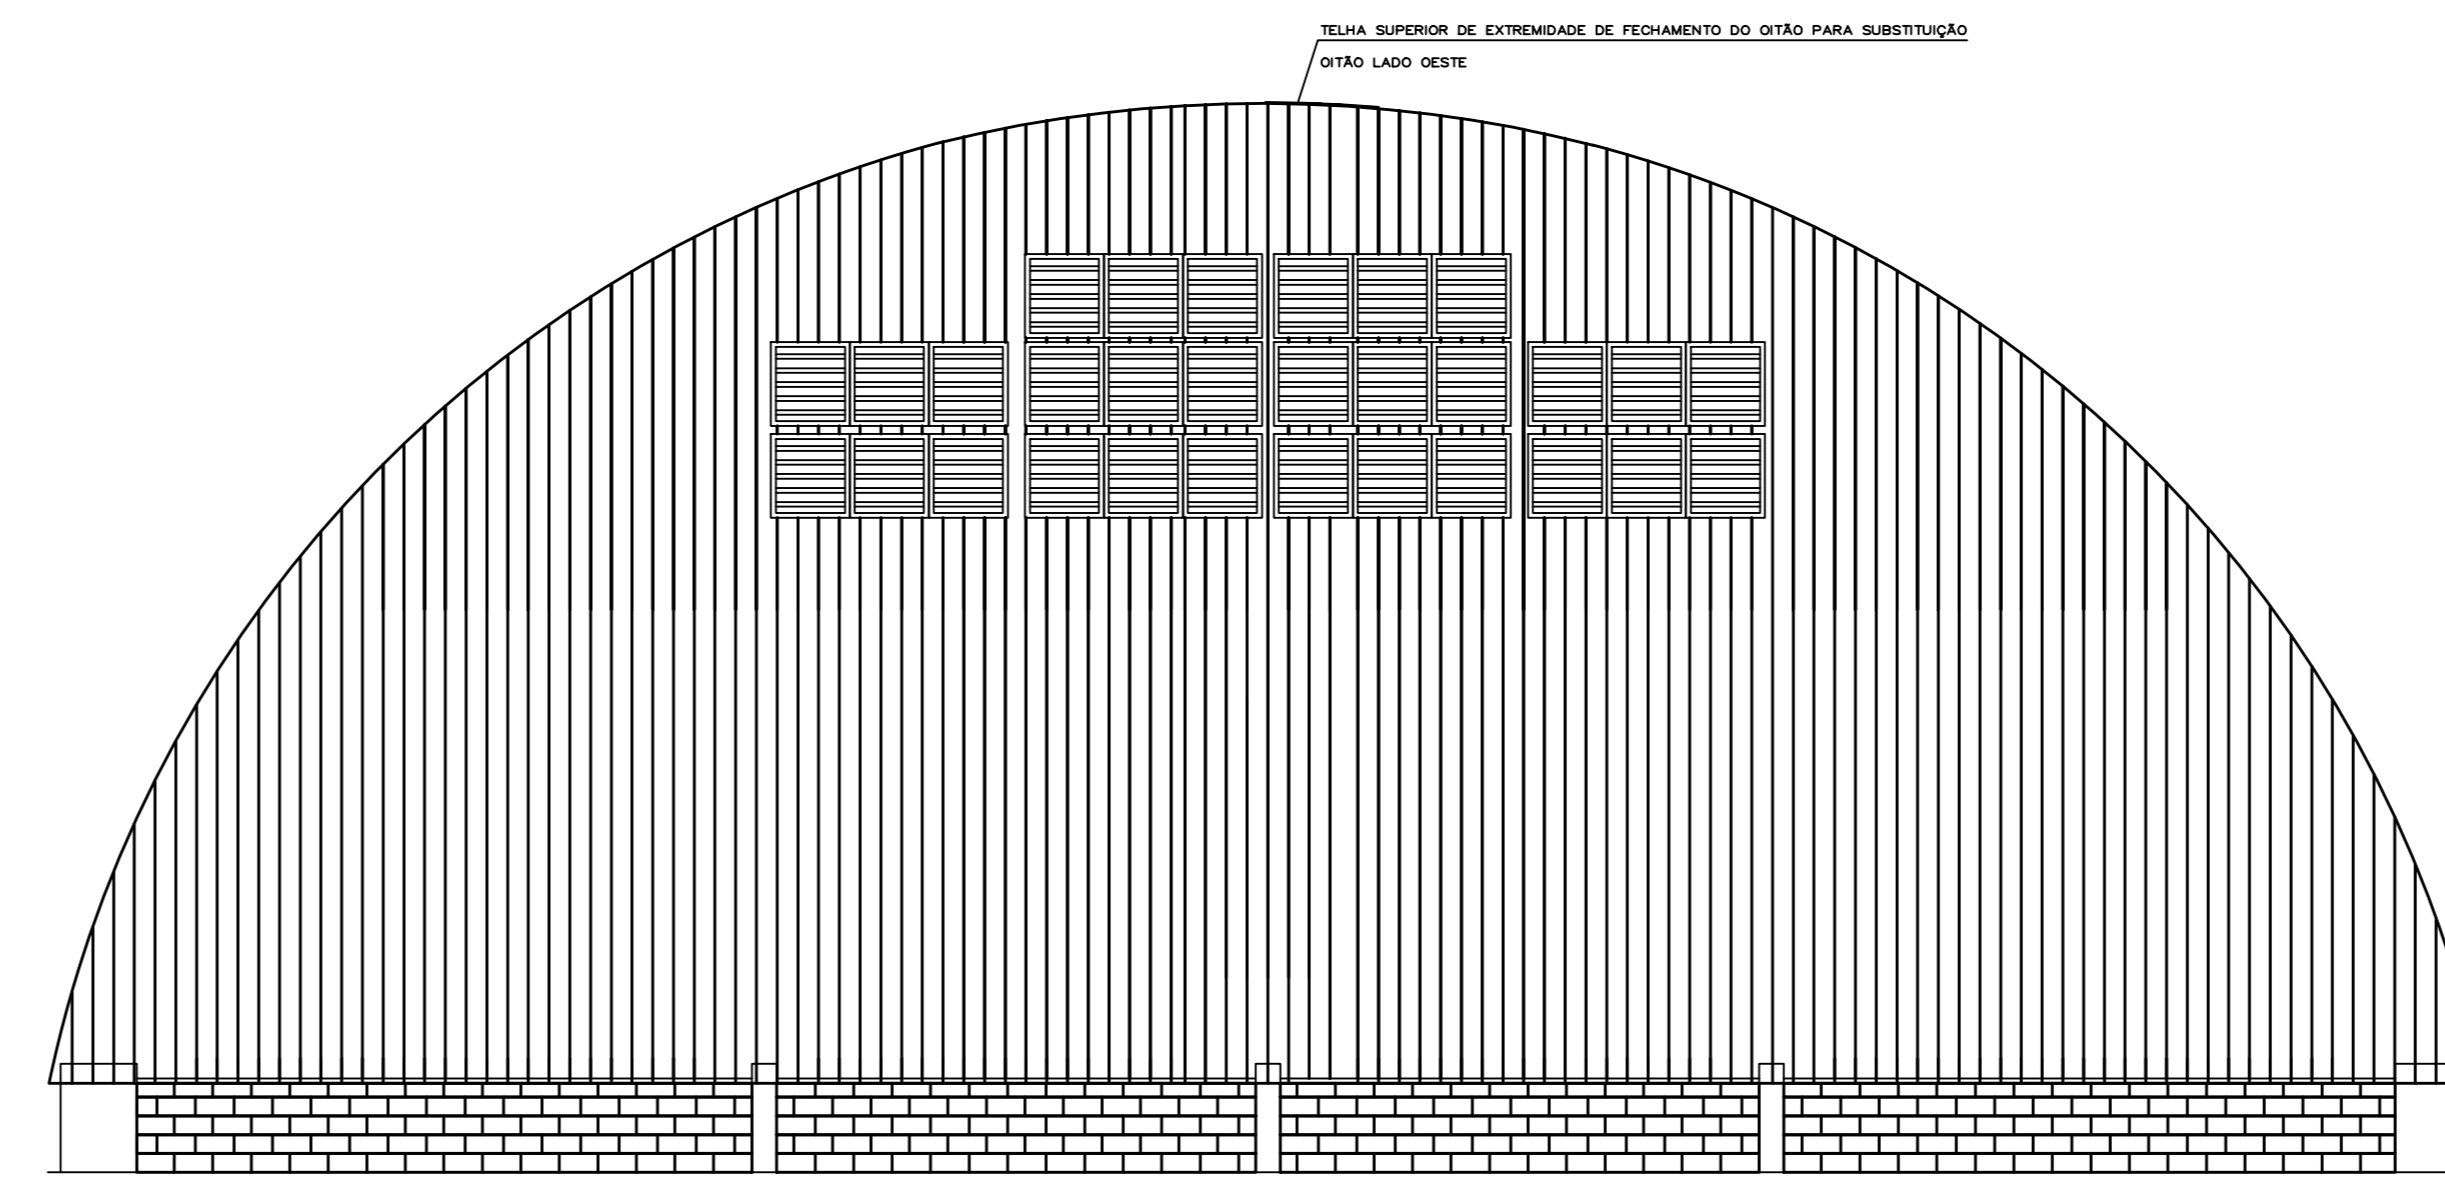 TELHA SUPERIOR DE EXTREMIDADE DE FECHAMENTO DO OITÃO PARA SUBSTITUIÇÃO
OITÃO LADO OESTE